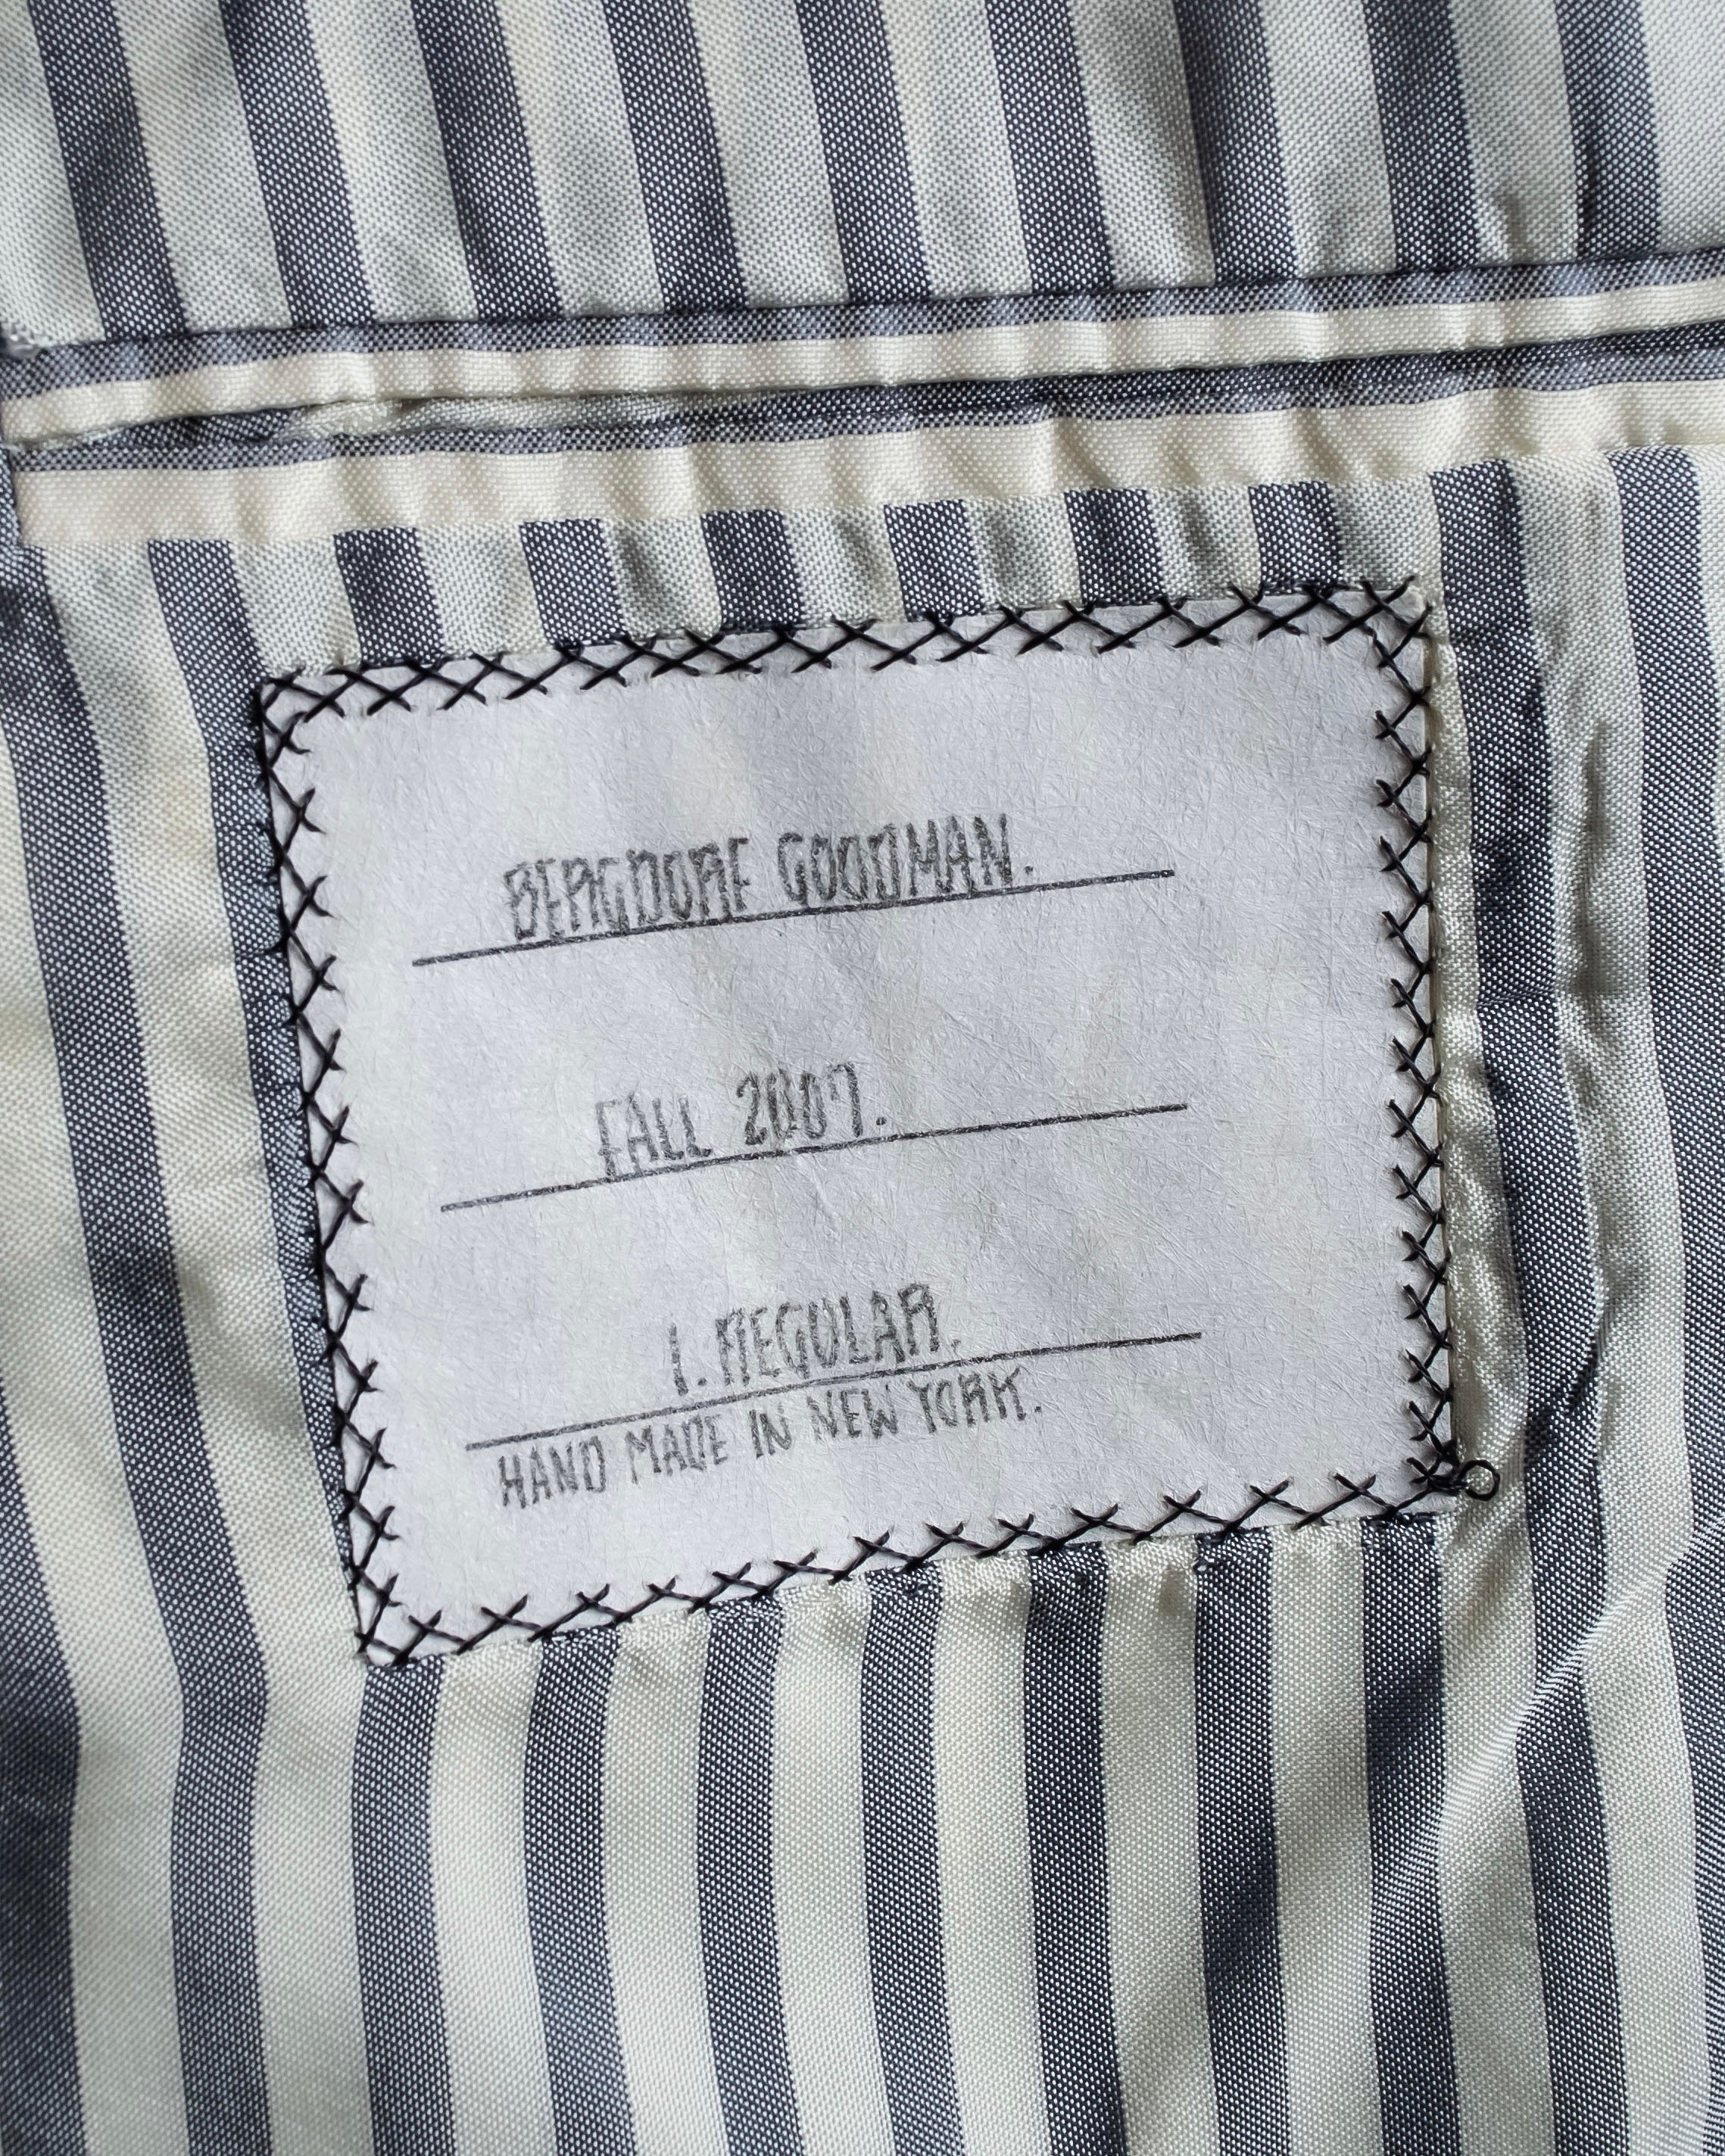 BERGDORF GOODMAN.
FALL 2007.
1. REGULAR.
HAND MADE IN NEW YORK.